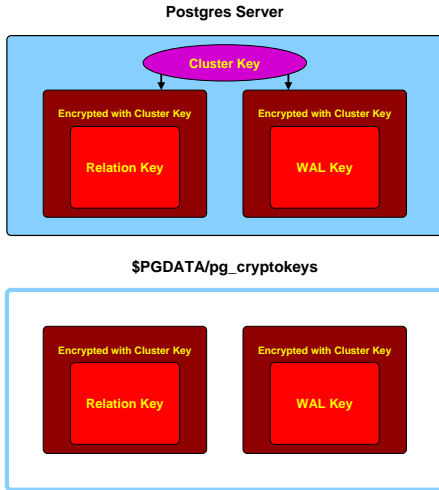 Postgres Server
Cluster Key
Encrypted with Cluster Key
Encrypted with Cluster Key
Relation Key
WAL Key
$PGDATA/pg_cryptokeys
Encrypted with Cluster Key
Encrypted with Cluster Key
Relation Key
WAL Key